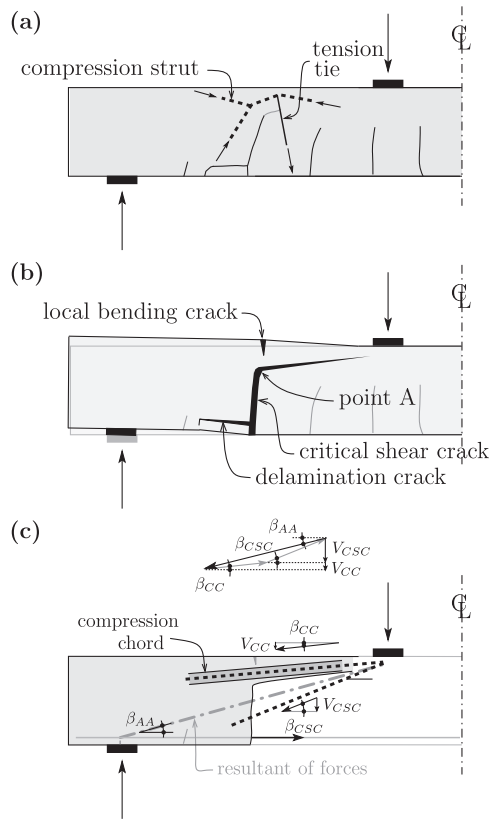 (a)
℄
tension
tie
compression strut
(b)
℄
local bending crack
point A
critical shear crack
delamination crack
(c)
β_AA
β_CSC
V_CSC
V_CC
β_CC
℄
compression
chord
V_CC
β_CC
β_AA
V_CSC
β_CSC
resultant of forces